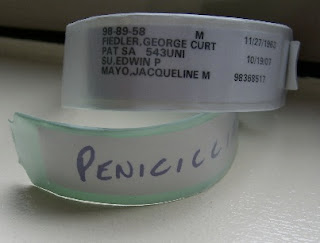 98-89-58 M 11/27/1962
FIEDLER,GEORGE CURT
PAT SA 543UNI 10/19/07
SU,EDWIN P
MAYO,JACQUELINE M 98368517
PENICILLI